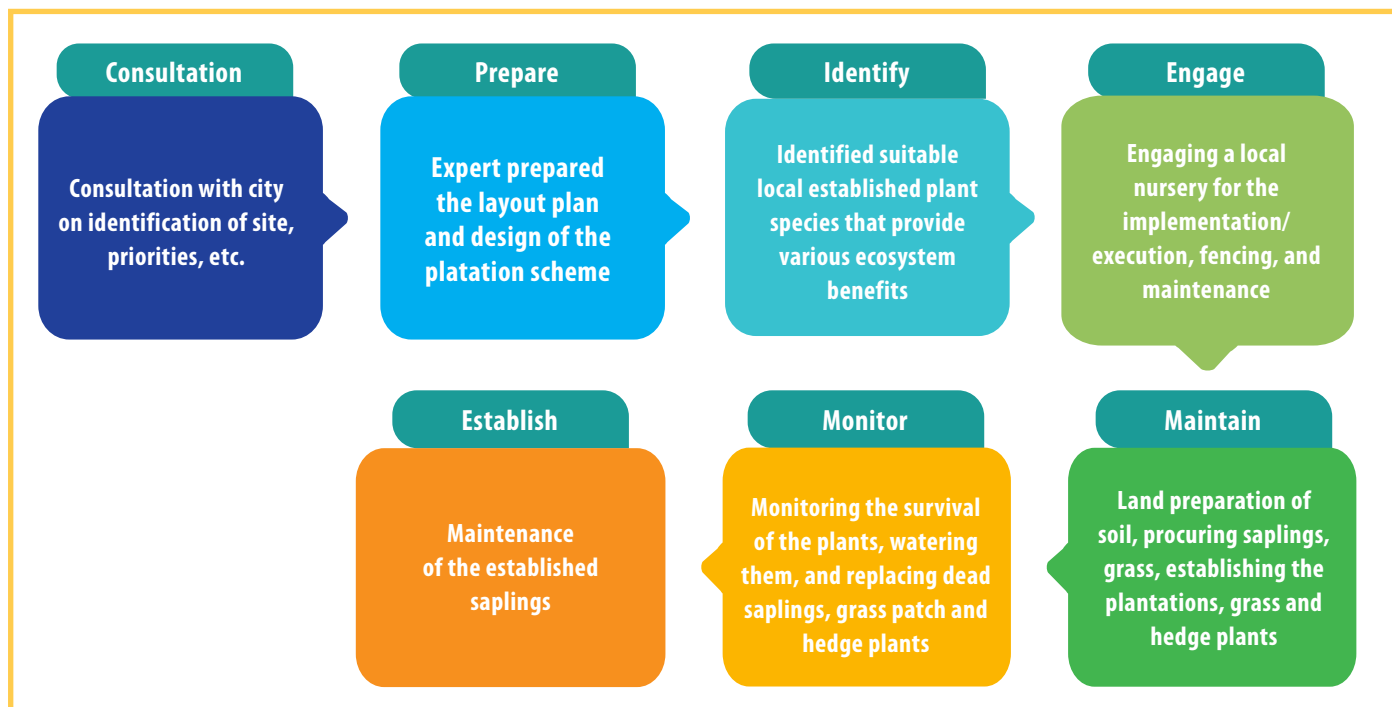 Consultation
Consultation with city
on identification of site,
priorities, etc.
Prepare
Expert prepared
the layout plan
and design of the
platation scheme
Identify
Identified suitable
local established plant
species that provide
various ecosystem
benefits
Engage
Engaging a local
nursery for the
implementation/
execution, fencing, and
maintenance
Maintain
Land preparation of
soil, procuring saplings,
grass, establishing the
plantations, grass and
hedge plants
Monitor
Monitoring the survival
of the plants, watering
them, and replacing dead
saplings, grass patch and
hedge plants
Establish
Maintenance
of the established
saplings